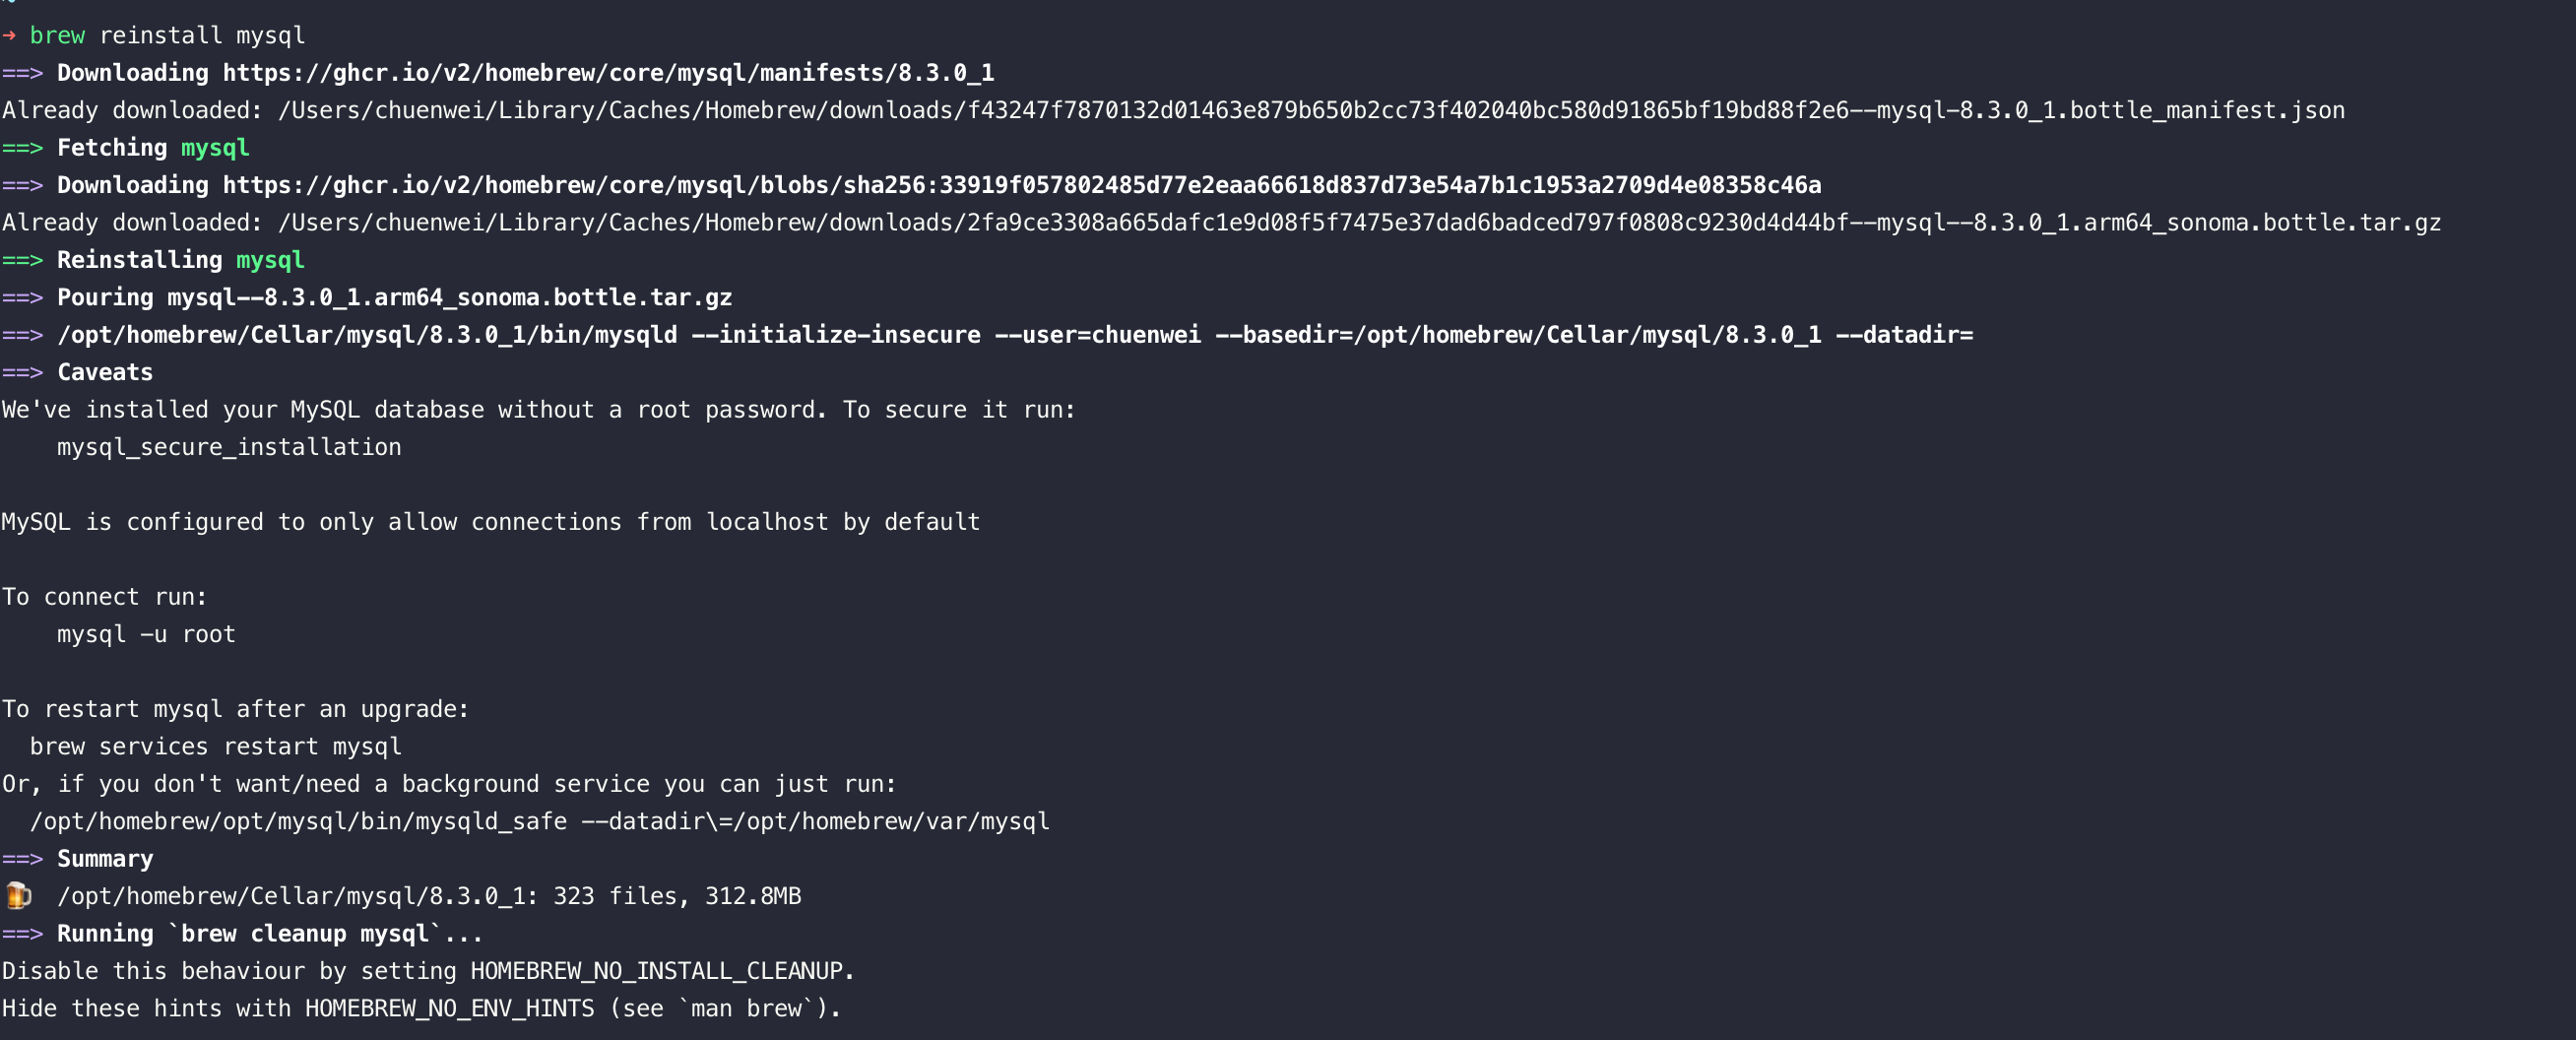 → brew reinstall mysql
==> Downloading https://ghcr.io/v2/homebrew/core/mysql/manifests/8.3.0_1
Already downloaded: /Users/chuenwei/Library/Caches/Homebrew/downloads/f43247f7870132d01463e879b650b2cc73f402040bc580d91865bf19bd88f2e6--mysql-8.3.0_1.bottle_manifest.json
==> Fetching mysql
==> Downloading https://ghcr.io/v2/homebrew/core/mysql/blobs/sha256:33919f057802485d77e2eaa66618d837d73e54a7b1c1953a2709d4e08358c46a
Already downloaded: /Users/chuenwei/Library/Caches/Homebrew/downloads/2fa9ce3308a665dafc1e9d08f5f7475e37dad6badced797f0808c9230d4d44bf--mysql--8.3.0_1.arm64_sonoma.bottle.tar.gz
==> Reinstalling mysql
==> Pouring mysql--8.3.0_1.arm64_sonoma.bottle.tar.gz
==> /opt/homebrew/Cellar/mysql/8.3.0_1/bin/mysqld --initialize-insecure --user=chuenwei --basedir=/opt/homebrew/Cellar/mysql/8.3.0_1 --datadir=
==> Caveats
We've installed your MySQL database without a root password. To secure it run:
    mysql_secure_installation

MySQL is configured to only allow connections from localhost by default

To connect run:
    mysql -u root

To restart mysql after an upgrade:
  brew services restart mysql
Or, if you don't want/need a background service you can just run:
  /opt/homebrew/opt/mysql/bin/mysqld_safe --datadir\=/opt/homebrew/var/mysql
==> Summary
🍺  /opt/homebrew/Cellar/mysql/8.3.0_1: 323 files, 312.8MB
==> Running `brew cleanup mysql`...
Disable this behaviour by setting HOMEBREW_NO_INSTALL_CLEANUP.
Hide these hints with HOMEBREW_NO_ENV_HINTS (see `man brew`).